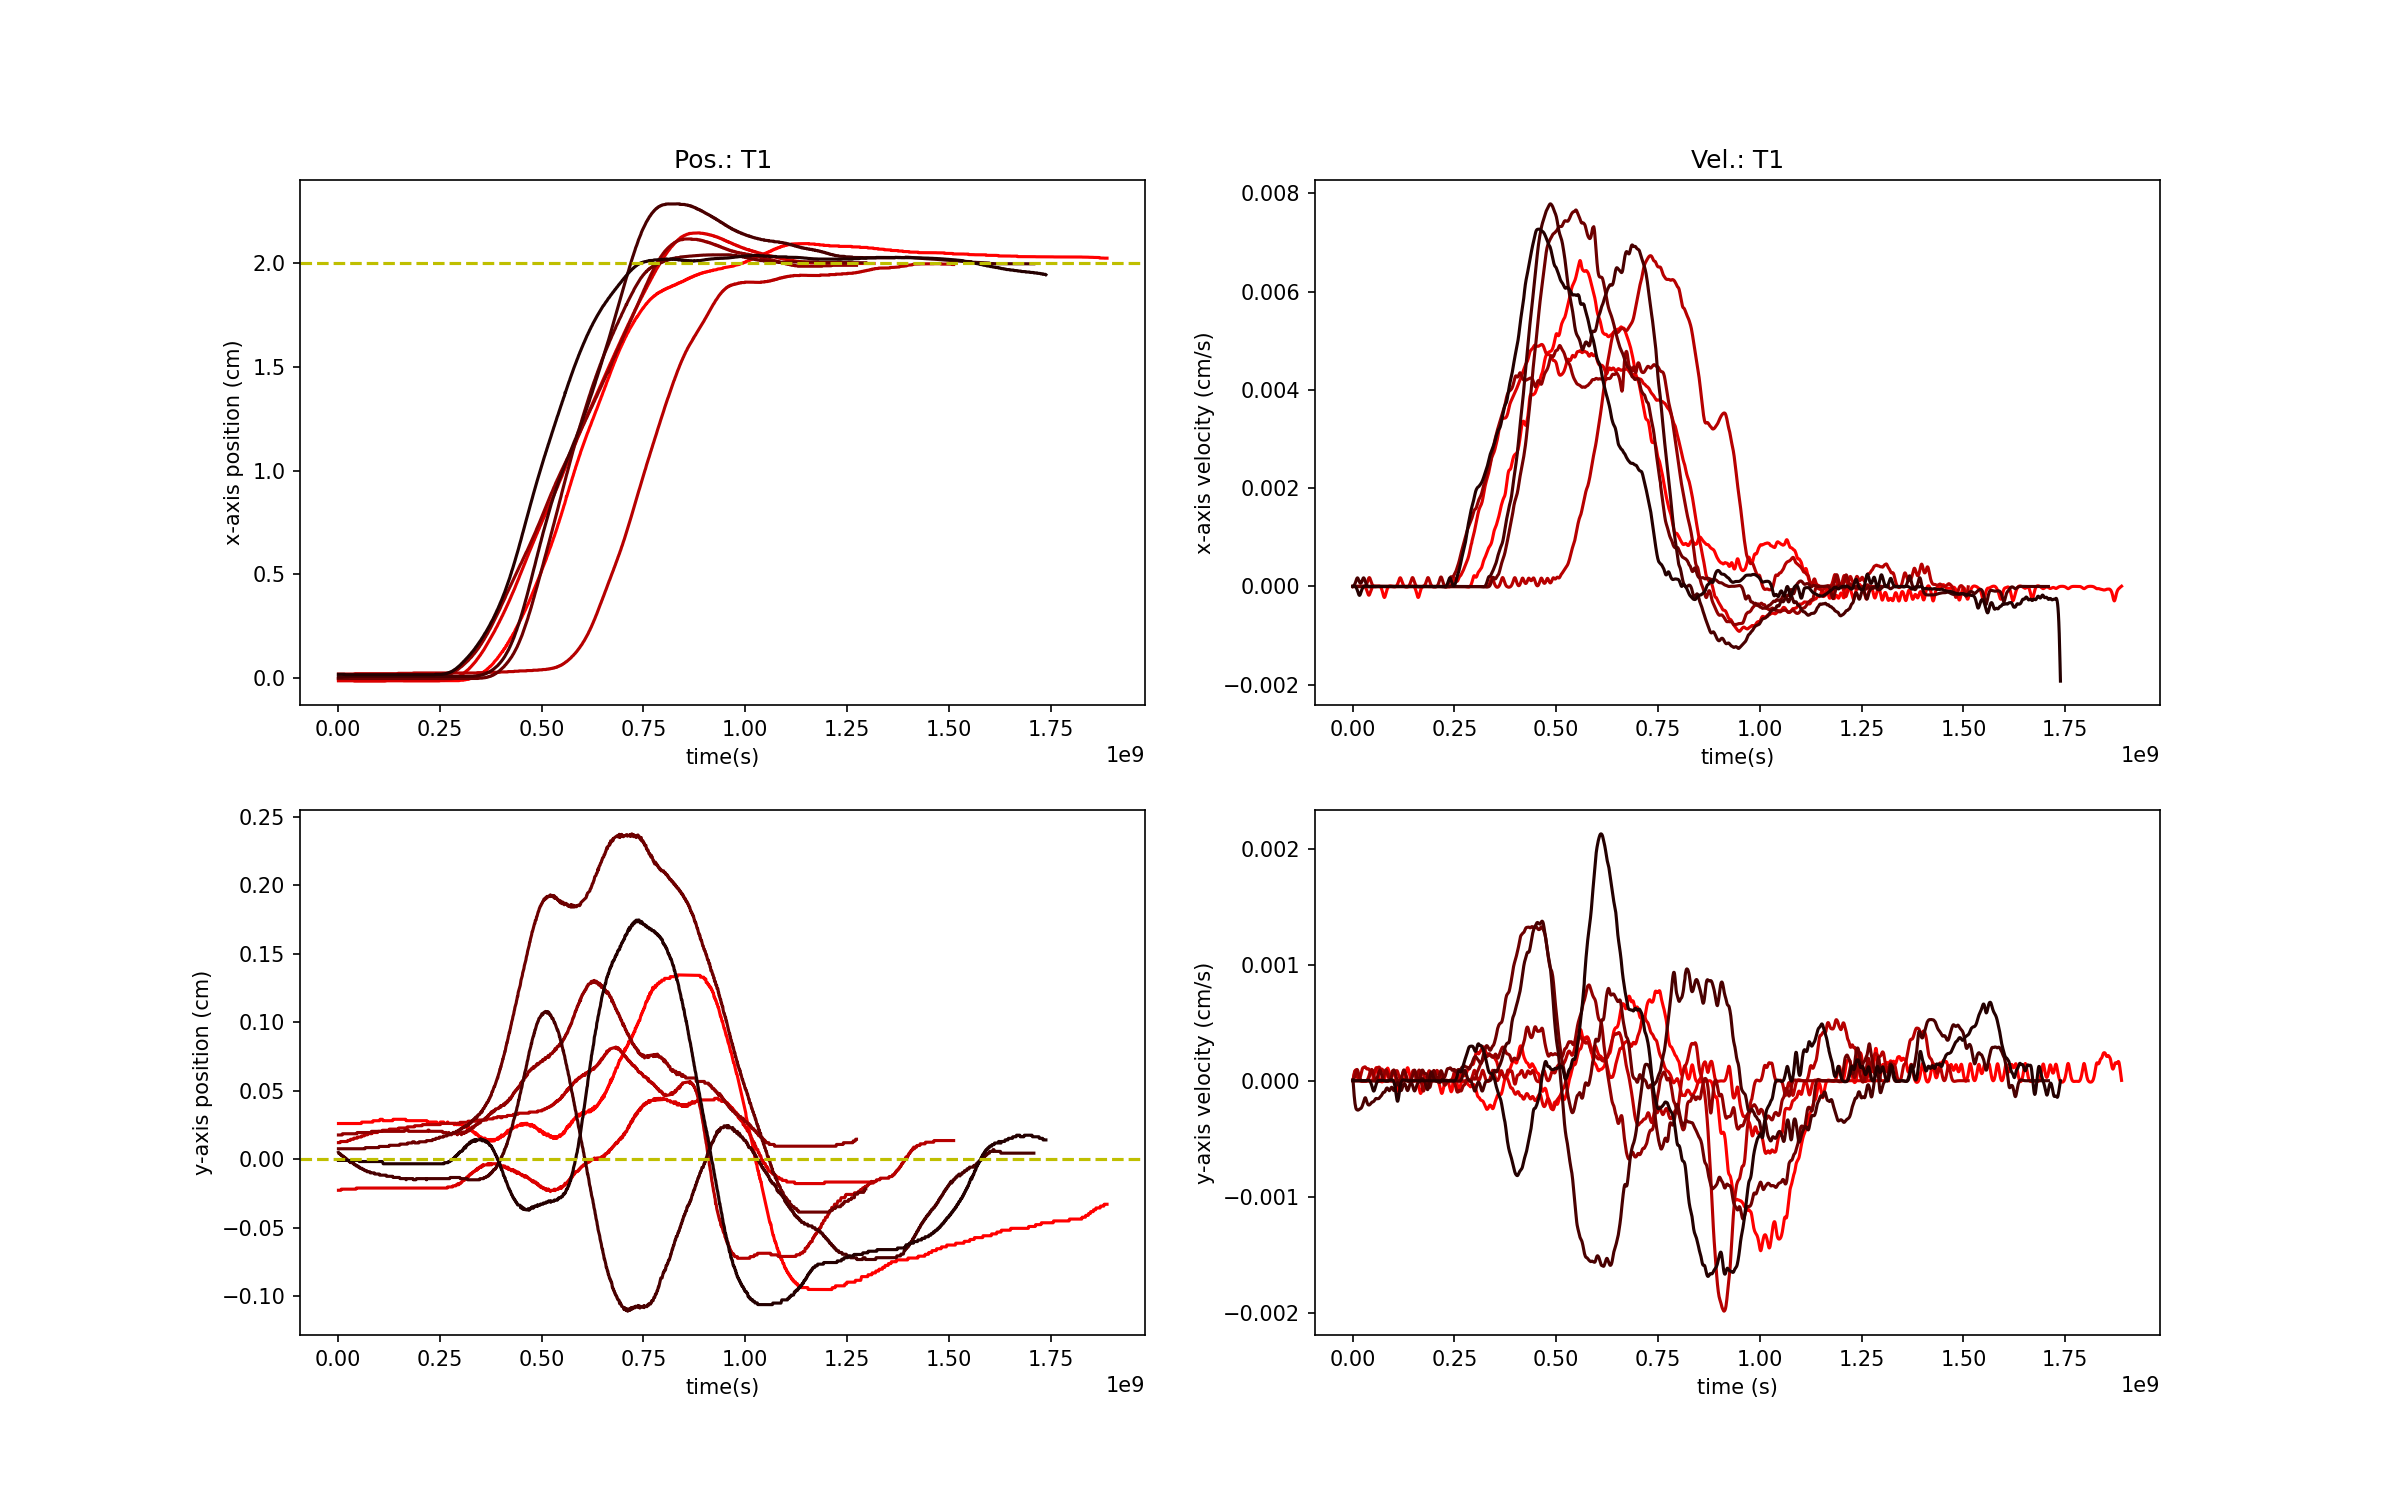 Pos.: T1
x-axis position (cm)
2.0
1.5
1.0
0.5
0.0
0.00 0.25 0.50 0.75 1.00 1.25 1.50 1.75
time(s)
1e9
Vel.: T1
x-axis velocity (cm/s)
0.008
0.006
0.004
0.002
0.000
−0.002
0.00 0.25 0.50 0.75 1.00 1.25 1.50 1.75
time(s)
1e9
y-axis position (cm)
0.25
0.20
0.15
0.10
0.05
0.00
−0.05
−0.10
0.00 0.25 0.50 0.75 1.00 1.25 1.50 1.75
time(s)
1e9
y-axis velocity (cm/s)
0.002
0.001
0.000
−0.001
−0.002
0.00 0.25 0.50 0.75 1.00 1.25 1.50 1.75
time (s)
1e9